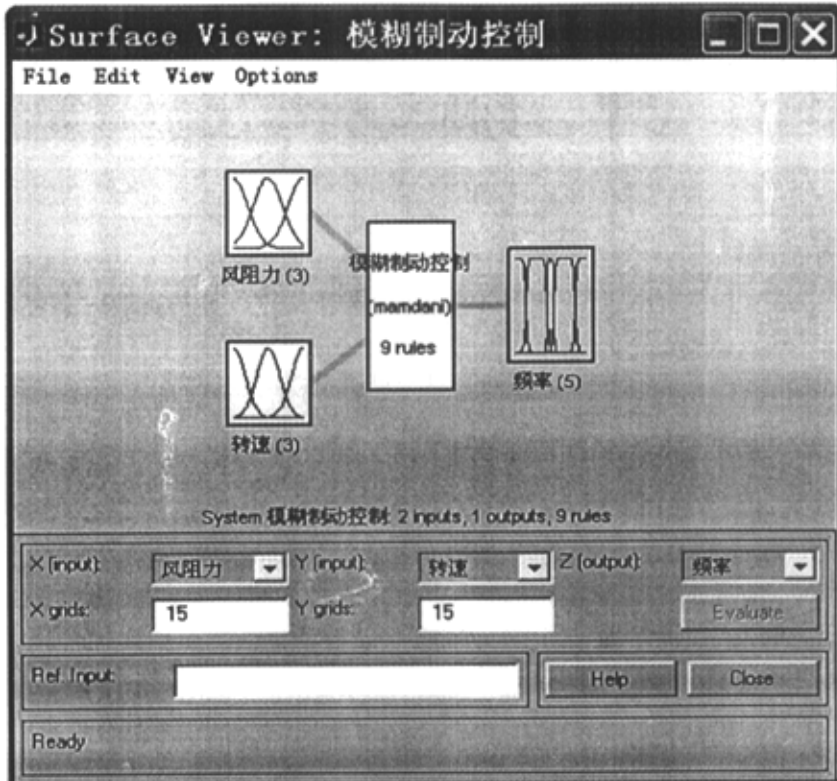 Surface Viewer: 模糊制动控制
File Edit View Options
风阻力 (3)
模糊制动控制
(mamdani)
9 rules
频率 (5)
转速 (3)
System 模糊制动控制: 2 inputs, 1 outputs, 9 rules
X (input): 风阻力 Y (input): 转速 Z (output): 频率
X grids: 15 Y grids: 15 Evaluate
Ref. Input: Help Close
Ready